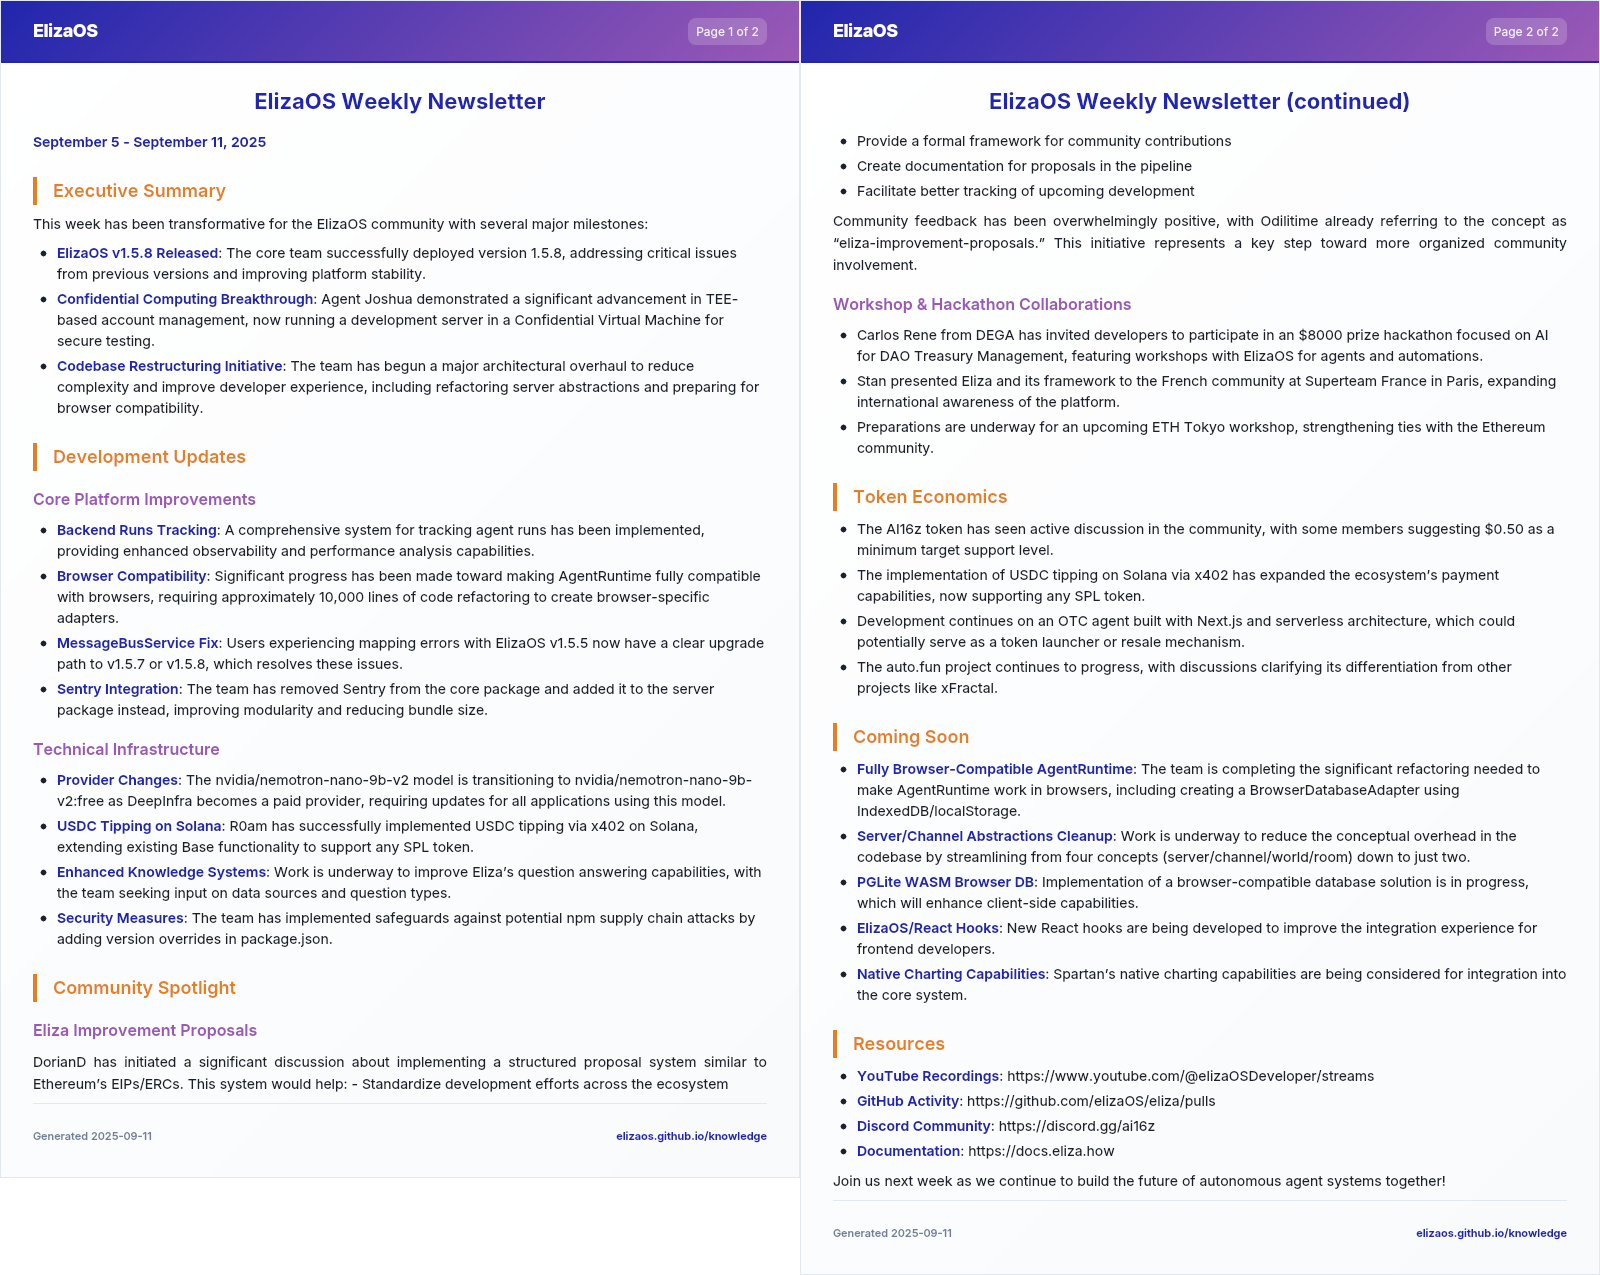 ElizaOS
Page 1 of 2
ElizaOS Weekly Newsletter
September 5 - September 11, 2025
Executive Summary
This week has been transformative for the ElizaOS community with several major milestones:
• ElizaOS v1.5.8 Released: The core team successfully deployed version 1.5.8, addressing critical issues
from previous versions and improving platform stability.
• Confidential Computing Breakthrough: Agent Joshua demonstrated a significant advancement in TEE-
based account management, now running a development server in a Confidential Virtual Machine for
secure testing.
• Codebase Restructuring Initiative: The team has begun a major architectural overhaul to reduce
complexity and improve developer experience, including refactoring server abstractions and preparing for
browser compatibility.
Development Updates
Core Platform Improvements
• Backend Runs Tracking: A comprehensive system for tracking agent runs has been implemented,
providing enhanced observability and performance analysis capabilities.
• Browser Compatibility: Significant progress has been made toward making AgentRuntime fully compatible
with browsers, requiring approximately 10,000 lines of code refactoring to create browser-specific
adapters.
• MessageBusService Fix: Users experiencing mapping errors with ElizaOS v1.5.5 now have a clear upgrade
path to v1.5.7 or v1.5.8, which resolves these issues.
• Sentry Integration: The team has removed Sentry from the core package and added it to the server
package instead, improving modularity and reducing bundle size.
Technical Infrastructure
• Provider Changes: The nvidia/nemotron-nano-9b-v2 model is transitioning to nvidia/nemotron-nano-9b-
v2:free as DeepInfra becomes a paid provider, requiring updates for all applications using this model.
• USDC Tipping on Solana: R0am has successfully implemented USDC tipping via x402 on Solana,
extending existing Base functionality to support any SPL token.
• Enhanced Knowledge Systems: Work is underway to improve Eliza’s question answering capabilities, with
the team seeking input on data sources and question types.
• Security Measures: The team has implemented safeguards against potential npm supply chain attacks by
adding version overrides in package.json.
Community Spotlight
Eliza Improvement Proposals
DorianD has initiated a significant discussion about implementing a structured proposal system similar to
Ethereum’s EIPs/ERCs. This system would help: - Standardize development efforts across the ecosystem
Generated 2025-09-11
elizaos.github.io/knowledge
ElizaOS
Page 2 of 2
ElizaOS Weekly Newsletter (continued)
• Provide a formal framework for community contributions
• Create documentation for proposals in the pipeline
• Facilitate better tracking of upcoming development
Community feedback has been overwhelmingly positive, with Odilitime already referring to the concept as
“eliza-improvement-proposals.” This initiative represents a key step toward more organized community
involvement.
Workshop & Hackathon Collaborations
• Carlos Rene from DEGA has invited developers to participate in an $8000 prize hackathon focused on AI
for DAO Treasury Management, featuring workshops with ElizaOS for agents and automations.
• Stan presented Eliza and its framework to the French community at Superteam France in Paris, expanding
international awareness of the platform.
• Preparations are underway for an upcoming ETH Tokyo workshop, strengthening ties with the Ethereum
community.
Token Economics
• The AI16z token has seen active discussion in the community, with some members suggesting $0.50 as a
minimum target support level.
• The implementation of USDC tipping on Solana via x402 has expanded the ecosystem’s payment
capabilities, now supporting any SPL token.
• Development continues on an OTC agent built with Next.js and serverless architecture, which could
potentially serve as a token launcher or resale mechanism.
• The auto.fun project continues to progress, with discussions clarifying its differentiation from other
projects like xFractal.
Coming Soon
• Fully Browser-Compatible AgentRuntime: The team is completing the significant refactoring needed to
make AgentRuntime work in browsers, including creating a BrowserDatabaseAdapter using
IndexedDB/localStorage.
• Server/Channel Abstractions Cleanup: Work is underway to reduce the conceptual overhead in the
codebase by streamlining from four concepts (server/channel/world/room) down to just two.
• PGLite WASM Browser DB: Implementation of a browser-compatible database solution is in progress,
which will enhance client-side capabilities.
• ElizaOS/React Hooks: New React hooks are being developed to improve the integration experience for
frontend developers.
• Native Charting Capabilities: Spartan’s native charting capabilities are being considered for integration into
the core system.
Resources
• YouTube Recordings: https://www.youtube.com/@elizaOSDeveloper/streams
• GitHub Activity: https://github.com/elizaOS/eliza/pulls
• Discord Community: https://discord.gg/ai16z
• Documentation: https://docs.eliza.how
Join us next week as we continue to build the future of autonomous agent systems together!
Generated 2025-09-11
elizaos.github.io/knowledge